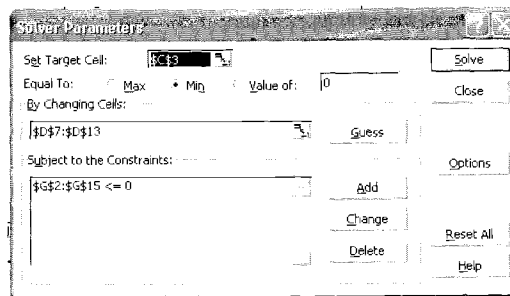 Solver Parameters
Set Target Cell: $C$3 Solve
Equal To: Max Min Value of: 0 Close
By Changing Cells:
$D$7:$D$13 Guess
Subject to the Constraints: Options
$G$2:$G$15 <= 0 Add
Change
Reset All
Delete
Help